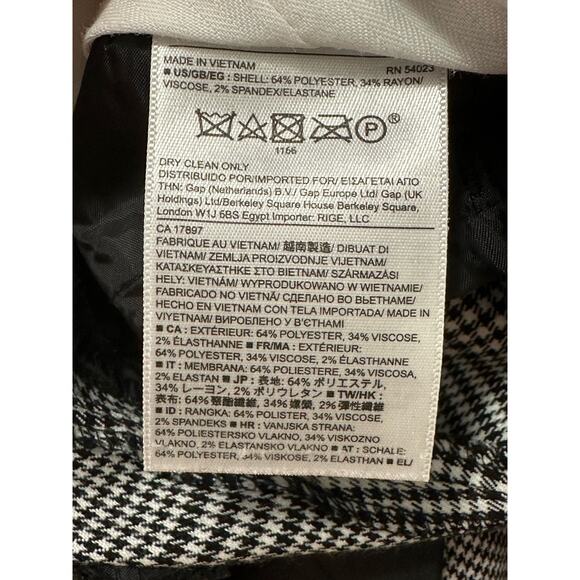 MADE IN VIETNAM RN 54023
■ US/GB/EG : SHELL: 64% POLYESTER, 34% RAYON/
VISCOSE, 2% SPANDEX/ELASTANE
P ®
1156
DRY CLEAN ONLY
DISTRIBUIDO POR/IMPORTED FOR/ ΕΙΣΑΓΕΤΑΙ ΑΠΟ
ΤΗΝ: Gap (Netherlands) B.V./ Gap Europe Ltd/ Gap (UK
Holdings) Ltd/Berkeley Square House Berkeley Square,
London W1J 6BS Egypt Importer: RIGE, LLC
CA 17897
FABRIQUE AU VIETNAM/ 越南製造/ DIBUAT DI
VIETNAM/ ZEMLJA PROIZVODNJE VIJETNAM/
ΚΑΤΑΣΚΕΥΑΣΤΗΚΕ ΣΤΟ ΒΙΕΤΝΑΜ/ SZÁRMAZÁSI
HELY: VIETNÁM/ WYPRODUKOWANO W WIETNAMIE/
FABRICADO NO VIETNÃ/ СДЕЛАНО ВО ВЬЕТНАМЕ/
HECHO EN VIETNAM CON TELA IMPORTADA/ MADE IN
VIYETNAM/ ВИРОБЛЕНО У В'ЄТНАМІ
■ CA : EXTÉRIEUR: 64% POLYESTER, 34% VISCOSE,
2% ÉLASTHANNE ■ FR/MA : EXTÉRIEUR:
64% POLYESTER, 34% VISCOSE, 2% ÉLASTHANNE
■ IT : MEMBRANA: 64% POLIESTERE, 34% VISCOSA,
2% ELASTAN ■ JP : 表地: 64% ポリエステル,
34% レーヨン, 2% ポリウレタン ■ TW/HK :
表布: 64% 聚酯纖維, 34% 嫘縈, 2% 彈性纖維
■ ID : RANGKA: 64% POLISTER, 34% VISCOSE,
2% SPANDEKS ■ HR : VANJSKA STRANA:
64% POLIESTERSKO VLAKNO, 34% VISKOZNO
VLAKNO, 2% ELASTANSKO VLAKNO ■ AT : SCHALE:
64% POLYESTER, 34% VISCOSE, 2% ELASTHAN ■ EL/